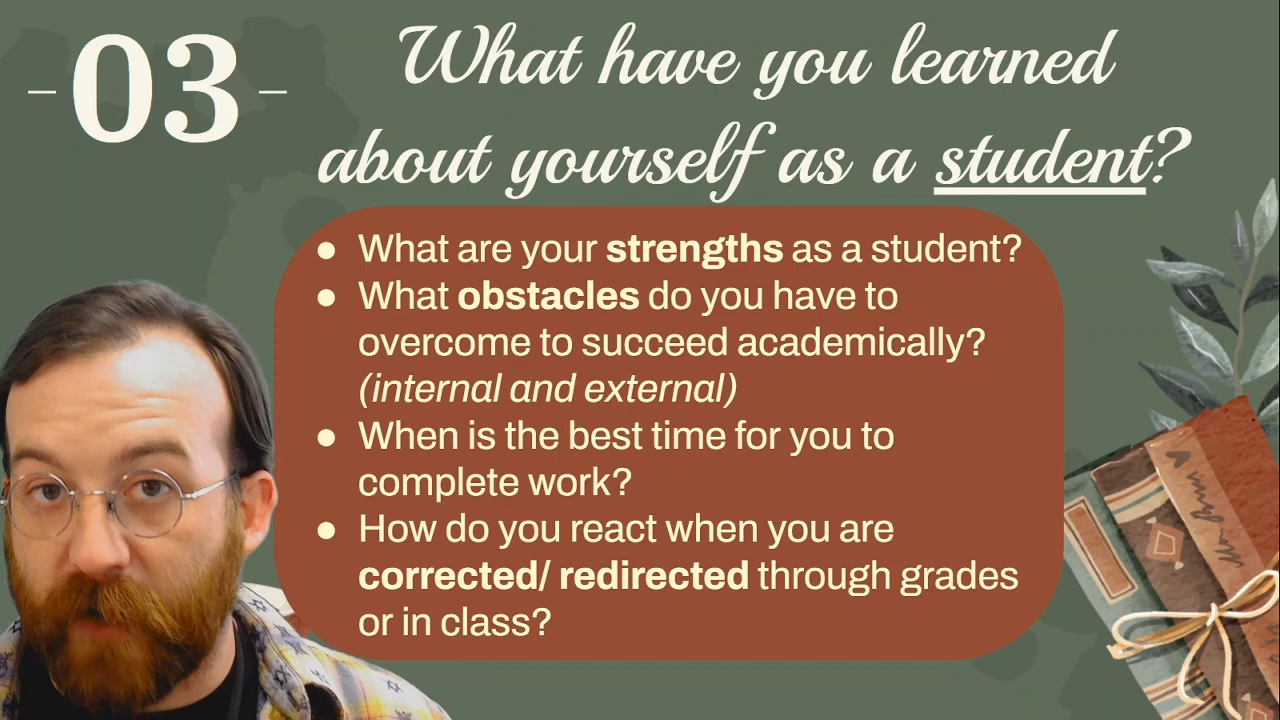 03
What have you learned
about yourself as a student?
● What are your strengths as a student?
● What obstacles do you have to
overcome to succeed academically?
(internal and external)
● When is the best time for you to
complete work?
● How do you react when you are
corrected/ redirected through grades
or in class?